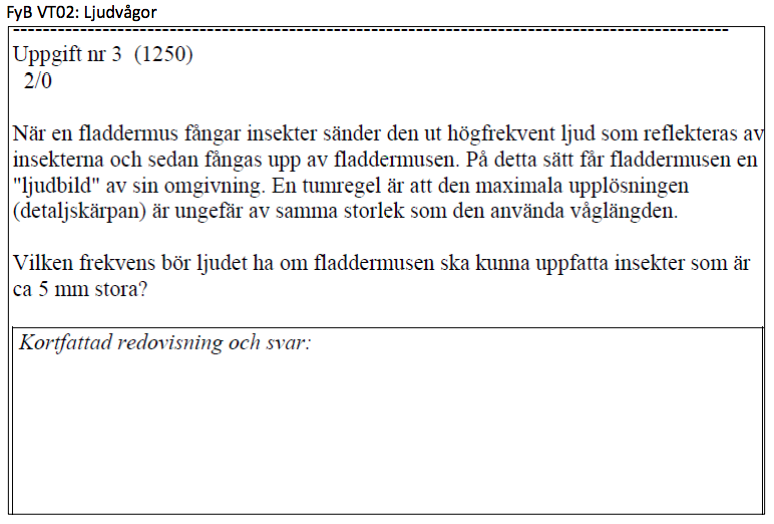 FyB VT02: Ljudvågor
Uppgift nr 3 (1250)
2/0
När en fladdermus fångar insekter sänder den ut högfrekvent ljud som reflekteras av
insekterna och sedan fångas upp av fladdermusen. På detta sätt får fladdermusen en
"ljudbild" av sin omgivning. En tumregel är att den maximala upplösningen
(detaljskärpan) är ungefär av samma storlek som den använda våglängden.
Vilken frekvens bör ljudet ha om fladdermusen ska kunna uppfatta insekter som är
ca 5 mm stora?
Kortfattad redovisning och svar: